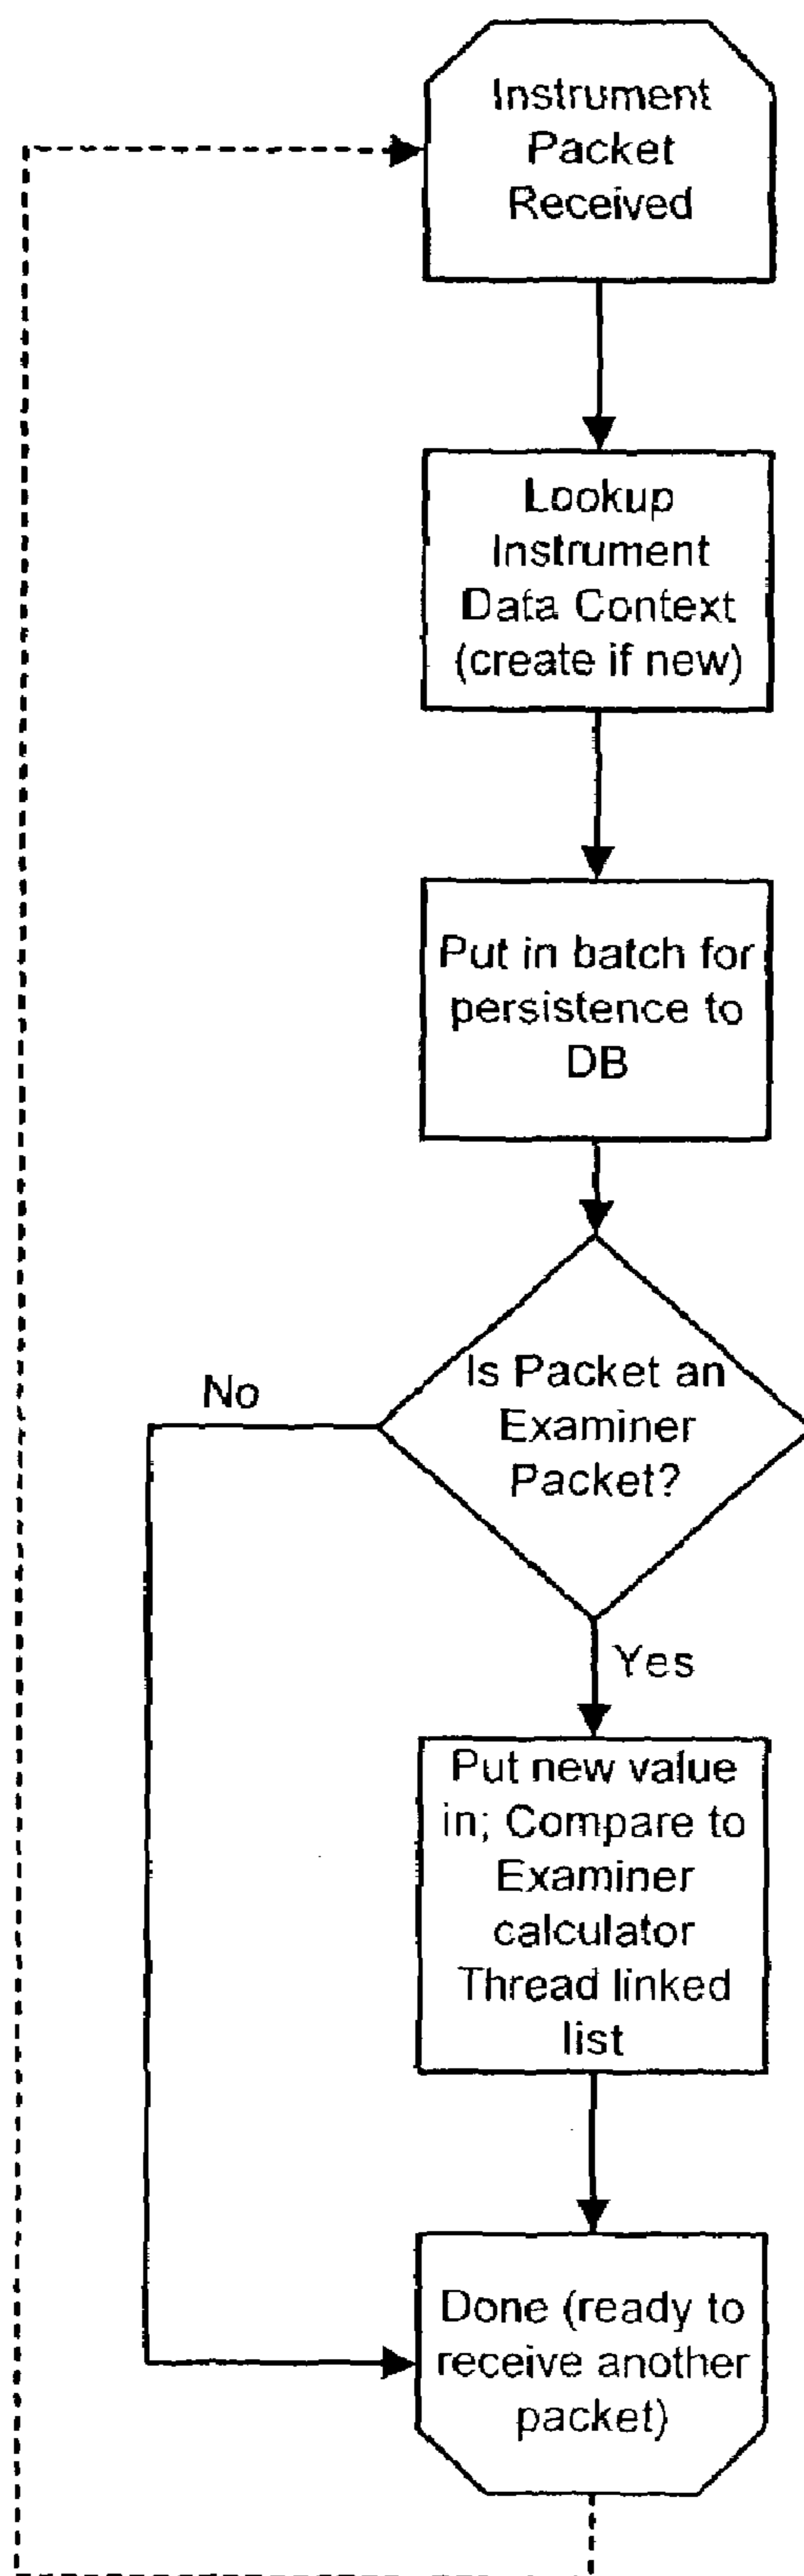 Instrument
Packet
Received
Lookup
Instrument
Data Context
(create if new)
Put in batch for
persistence to
DB
Is Packet an
Examiner
Packet?
No
Yes
Put new value
in; Compare to
Examiner
calculator
Thread linked
list
Done (ready to
receive another
packet)